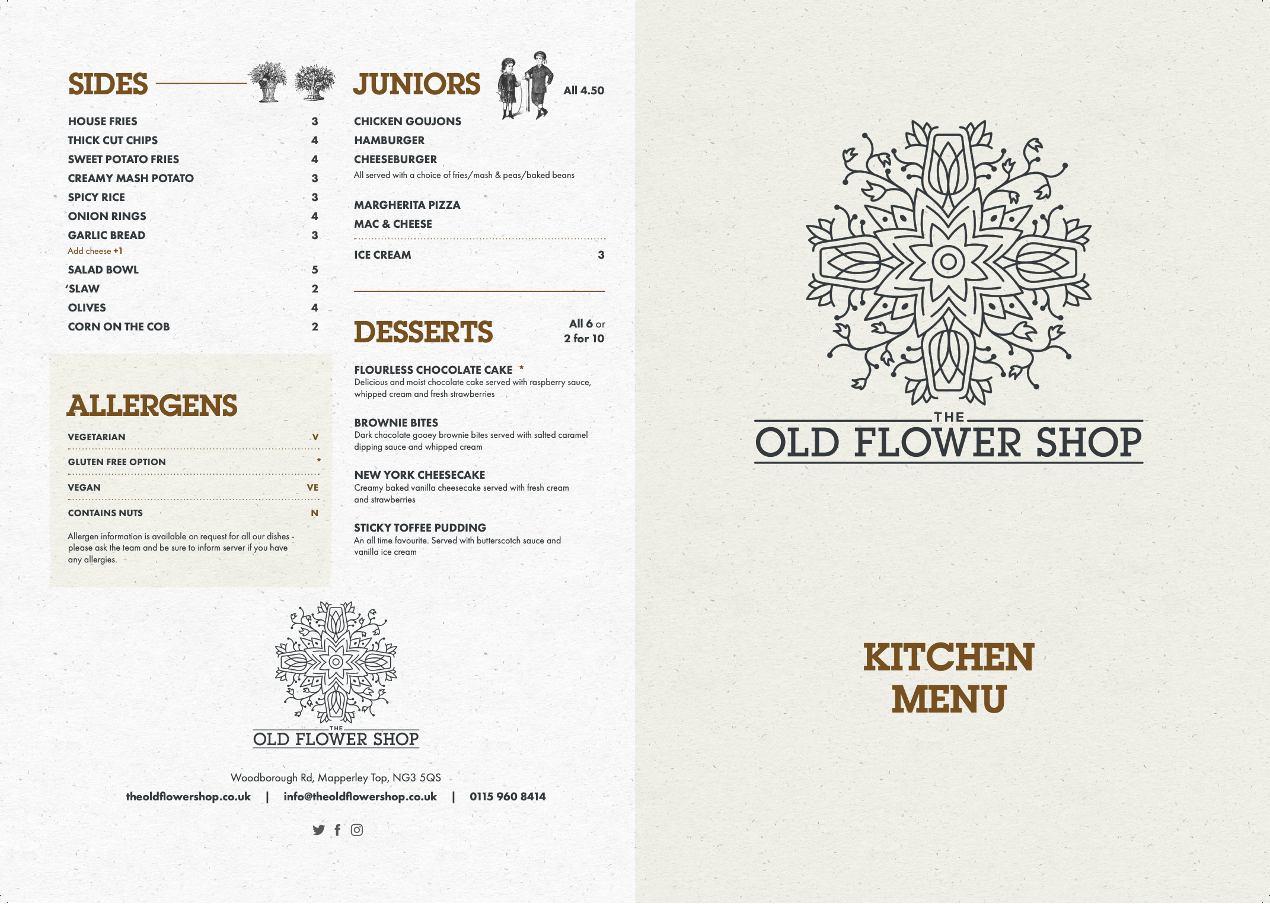 SIDES
HOUSE FRIES 3
THICK CUT CHIPS 4
SWEET POTATO FRIES 4
CREAMY MASH POTATO 3
SPICY RICE 3
ONION RINGS 4
GARLIC BREAD 3
Add cheese +1
SALAD BOWL 5
‘SLAW 2
OLIVES 4
CORN ON THE COB 2
ALLERGENS
VEGETARIAN V
GLUTEN FREE OPTION *
VEGAN VE
CONTAINS NUTS N
Allergen information is available on request for all our dishes -
please ask the team and be sure to inform server if you have
any allergies.
JUNIORS All 4.50
CHICKEN GOUJONS
HAMBURGER
CHEESEBURGER
All served with a choice of fries/mash & peas/baked beans
MARGHERITA PIZZA
MAC & CHEESE
ICE CREAM 3
DESSERTS All 6 or
2 for 10
FLOURLESS CHOCOLATE CAKE *
Delicious and moist chocolate cake served with raspberry sauce,
whipped cream and fresh strawberries
BROWNIE BITES
Dark chocolate gooey brownie bites served with salted caramel
dipping sauce and whipped cream
NEW YORK CHEESECAKE
Creamy baked vanilla cheesecake served with fresh cream
and strawberries
STICKY TOFFEE PUDDING
An all time favourite. Served with butterscotch sauce and
vanilla ice cream
THE
OLD FLOWER SHOP
Woodborough Rd, Mapperley Top, NG3 5QS
theoldflowershop.co.uk | info@theoldflowershop.co.uk | 0115 960 8414
THE
OLD FLOWER SHOP
KITCHEN
MENU